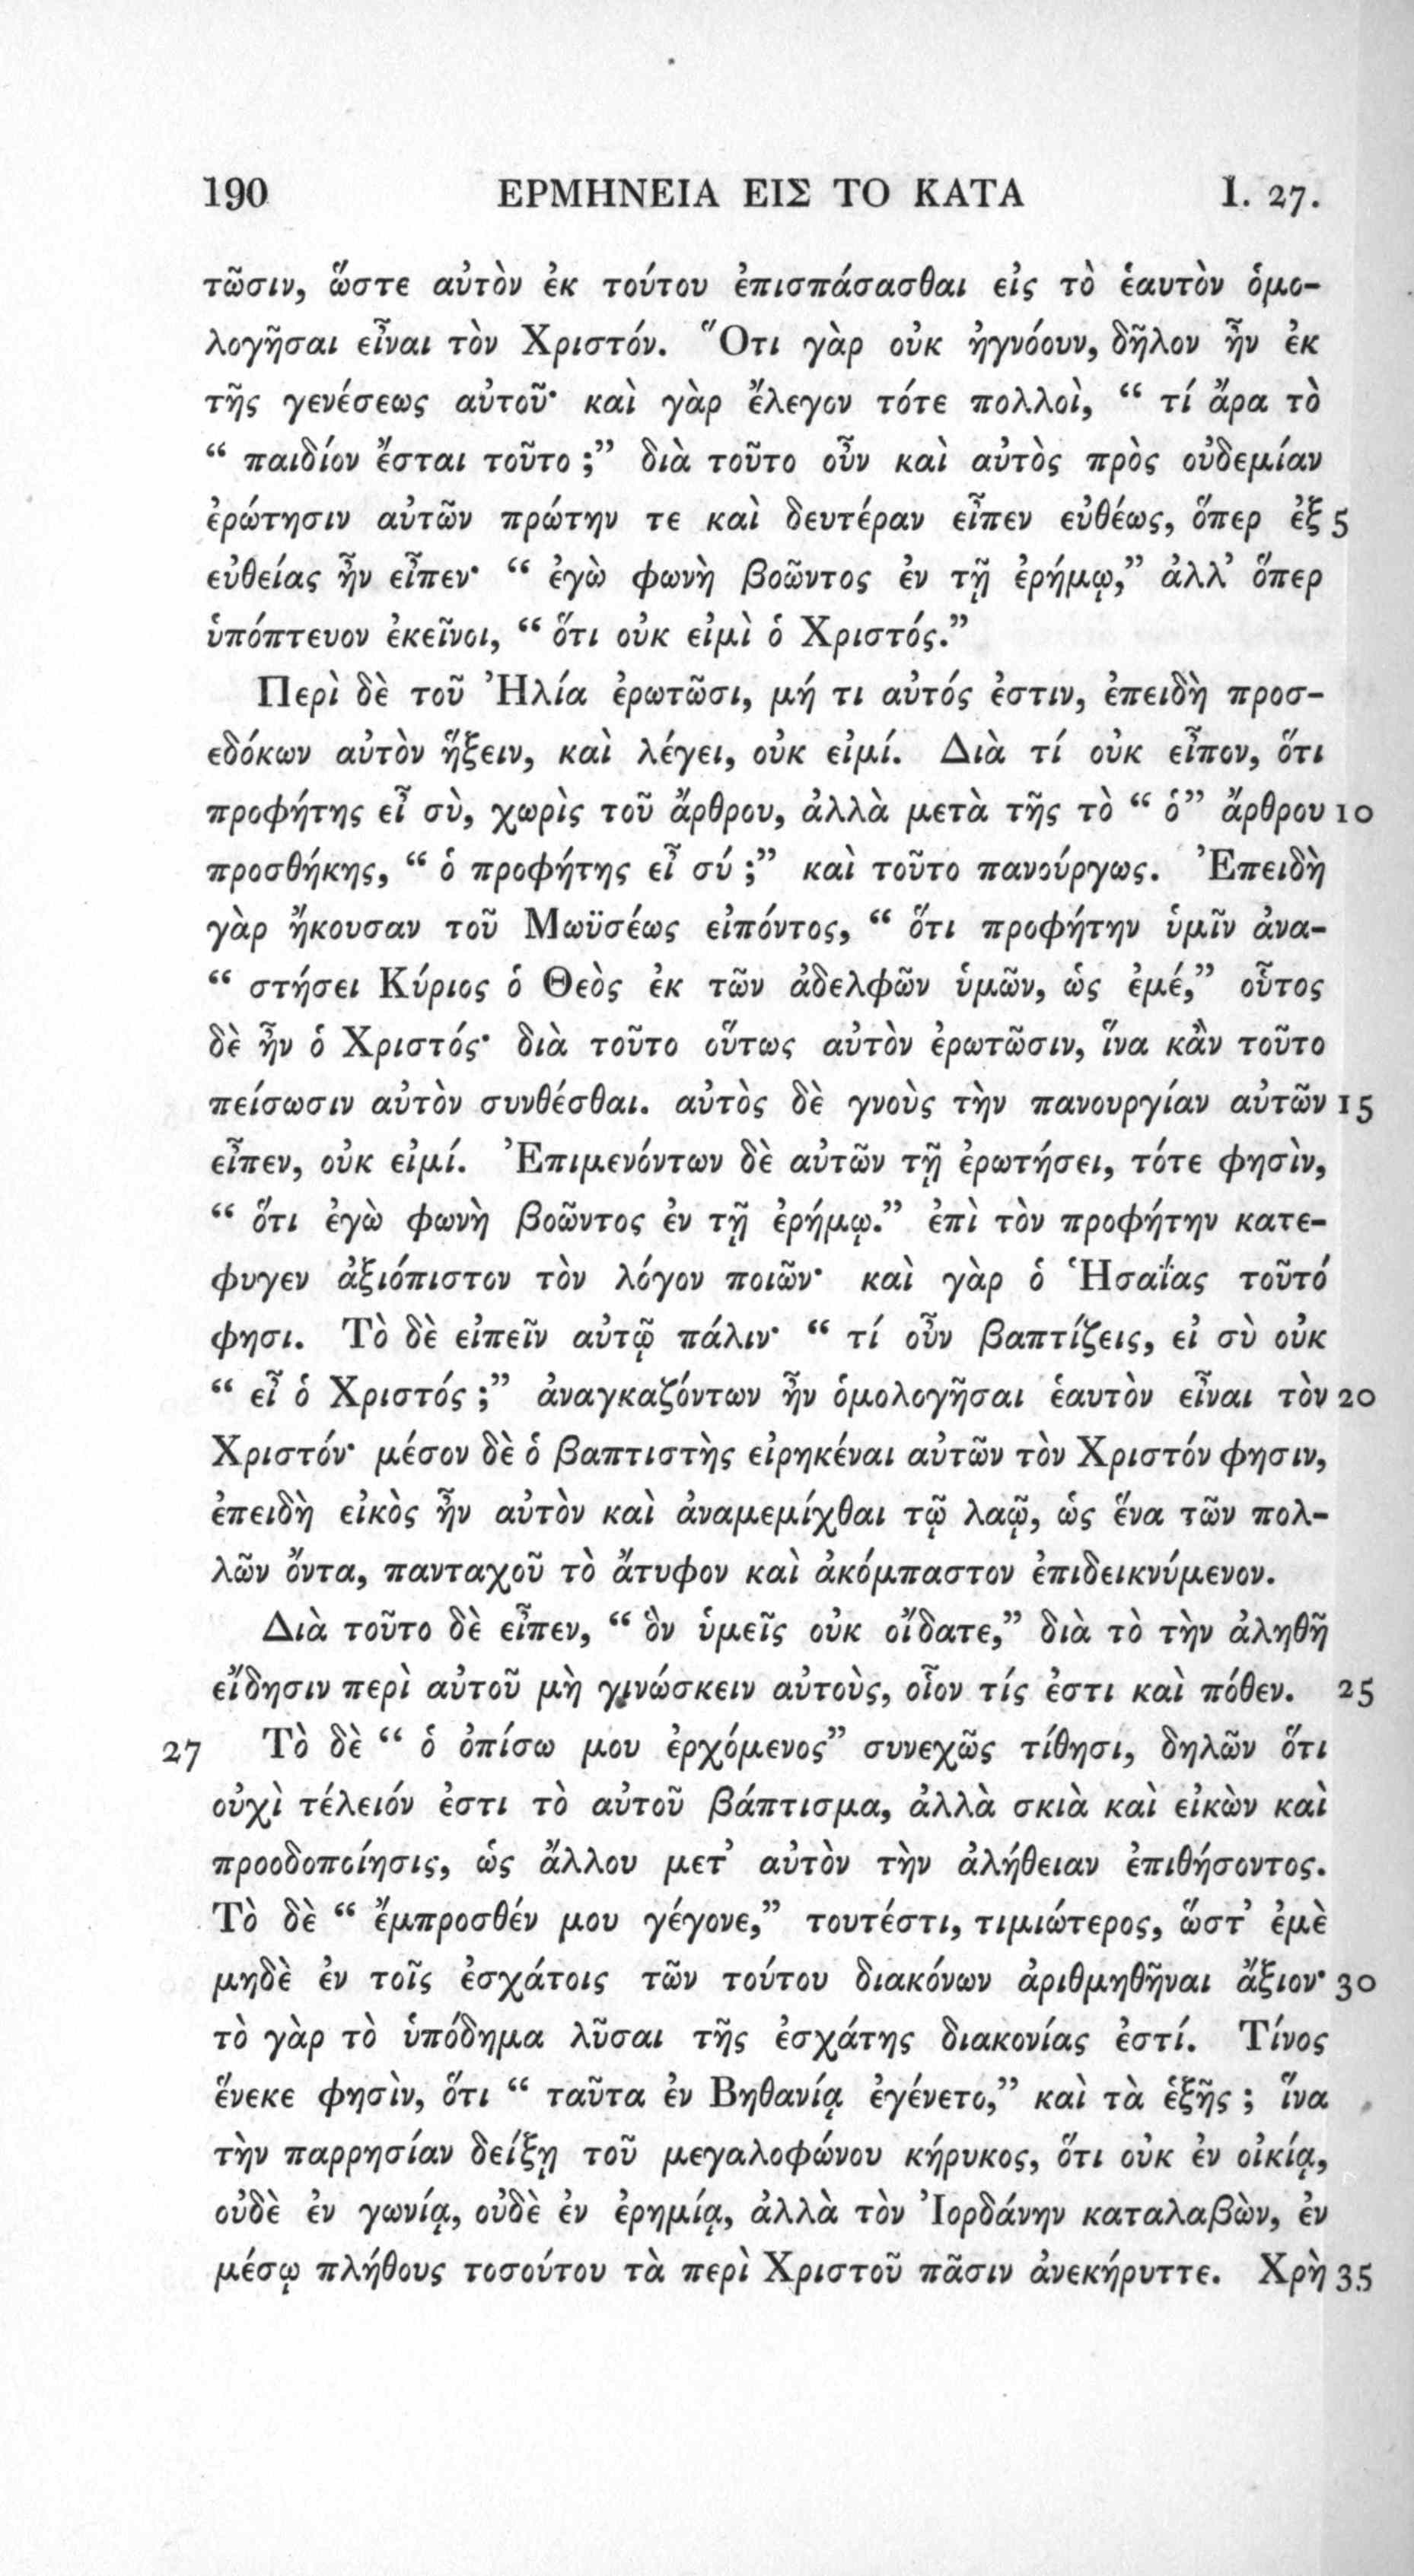 190 ΕΡΜΗΝΕΙΑ ΕΙΣ ΤΟ ΚΑΤΑ I. 27.
τῶσιν, ὥστε αὐτὸν ἐκ τούτου ἐπισπάσασθαι εἰς τὸ ἑαυτὸν ὁμο-
λογῆσαι εἶναι τὸν Χριστόν. Ὅτι γὰρ οὐκ ἠγνόουν, δῆλον ἦν ἐκ
τῆς γενέσεως αὐτοῦ· καὶ γὰρ ἔλεγον τότε πολλοὶ, “ τί ἄρα τὸ
“ παιδίον ἔσται τοῦτο ;” διὰ τοῦτο οὖν καὶ αὐτὸς πρὸς οὐδεμίαν
ἐρώτησιν αὐτῶν πρώτην τε καὶ δευτέραν εἶπεν εὐθέως, ὅπερ ἐξ 5
εὐθείας ἦν εἶπεν· “ ἐγὼ φωνὴ βοῶντος ἐν τῇ ἐρήμῳ,” ἀλλ’ ὅπερ
ὑπόπτευον ἐκεῖνοι, “ ὅτι οὐκ εἰμὶ ὁ Χριστός.”
Περὶ δὲ τοῦ Ἠλία ἐρωτῶσι, μή τι αὐτός ἐστιν, ἐπειδὴ προσ-
εδόκων αὐτὸν ἥξειν, καὶ λέγει, οὐκ εἰμί. Διὰ τί οὐκ εἶπον, ὅτι
προφήτης εἶ σὺ, χωρὶς τοῦ ἄρθρου, ἀλλὰ μετὰ τῆς τὸ “ ὁ” ἄρθρου 10
προσθήκης, “ ὁ προφήτης εἶ σύ ;” καὶ τοῦτο πανούργως. Ἐπειδὴ
γὰρ ἤκουσαν τοῦ Μωϋσέως εἰπόντος, “ ὅτι προφήτην ὑμῖν ἀνα-
“ στήσει Κύριος ὁ Θεὸς ἐκ τῶν ἀδελφῶν ὑμῶν, ὡς ἐμέ,” οὗτος
δὲ ἦν ὁ Χριστός· διὰ τοῦτο οὕτως αὐτὸν ἐρωτῶσιν, ἵνα κἂν τοῦτο
πείσωσιν αὐτὸν συνθέσθαι. αὐτὸς δὲ γνοὺς τὴν πανουργίαν αὐτῶν 15
εἶπεν, οὐκ εἰμί. Ἐπιμενόντων δὲ αὐτῶν τῇ ἐρωτήσει, τότε φησὶν,
“ ὅτι ἐγὼ φωνὴ βοῶντος ἐν τῇ ἐρήμῳ.” ἐπὶ τὸν προφήτην κατε-
φυγεν ἀξιόπιστον τὸν λόγον ποιῶν· καὶ γὰρ ὁ Ἡσαΐας τοῦτό
φησι. Τὸ δὲ εἰπεῖν αὐτῷ πάλιν· “ τί οὖν βαπτίζεις, εἰ σὺ οὐκ
“ εἶ ὁ Χριστός ;” ἀναγκαζόντων ἦν ὁμολογῆσαι ἑαυτὸν εἶναι τὸν 20
Χριστόν· μέσον δὲ ὁ βαπτιστὴς εἰρηκέναι αὐτῶν τὸν Χριστόν φησιν,
ἐπειδὴ εἰκὸς ἦν αὐτὸν καὶ ἀναμεμίχθαι τῷ λαῷ, ὡς ἕνα τῶν πολ-
λῶν ὄντα, πανταχοῦ τὸ ἄτυφον καὶ ἀκόμπαστον ἐπιδεικνύμενον.
Διὰ τοῦτο δὲ εἶπεν, “ ὃν ὑμεῖς οὐκ οἴδατε,” διὰ τὸ τὴν ἀληθῆ
εἴδησιν περὶ αὐτοῦ μὴ γινώσκειν αὐτοὺς, οἷον τίς ἐστι καὶ πόθεν. 25
27 Τὸ δὲ “ ὁ ὀπίσω μου ἐρχόμενος” συνεχῶς τίθησι, δηλῶν ὅτι
οὐχὶ τέλειόν ἐστι τὸ αὐτοῦ βάπτισμα, ἀλλὰ σκιὰ καὶ εἰκὼν καὶ
προοδοποίησις, ὡς ἄλλου μετ’ αὐτὸν τὴν ἀλήθειαν ἐπιθήσοντος.
Τὸ δὲ “ ἔμπροσθέν μου γέγονε,” τουτέστι, τιμιώτερος, ὥστ’ ἐμὲ
μηδὲ ἐν τοῖς ἐσχάτοις τῶν τούτου διακόνων ἀριθμηθῆναι ἄξιον· 30
τὸ γὰρ τὸ ὑπόδημα λῦσαι τῆς ἐσχάτης διακονίας ἐστί. Τίνος
ἕνεκε φησὶν, ὅτι “ ταῦτα ἐν Βηθανίᾳ ἐγένετο,” καὶ τὰ ἑξῆς ; ἵνα
τὴν παρρησίαν δείξῃ τοῦ μεγαλοφώνου κήρυκος, ὅτι οὐκ ἐν οἰκίᾳ,
οὐδὲ ἐν γωνίᾳ, οὐδὲ ἐν ἐρημίᾳ, ἀλλὰ τὸν Ἰορδάνην καταλαβὼν, ἐν
μέσῳ πλήθους τοσούτου τὰ περὶ Χριστοῦ πᾶσιν ἀνεκήρυττε. Χρὴ 35